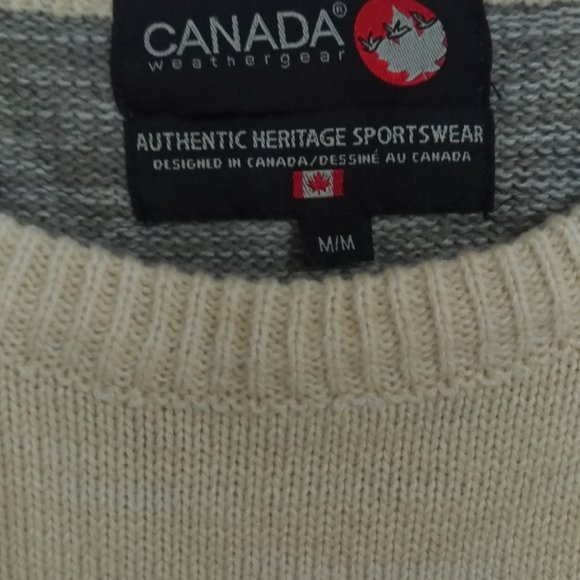 CANADA®
weathergear
AUTHENTIC HERITAGE SPORTSWEAR
DESIGNED IN CANADA/DESSINÉ AU CANADA
M/M